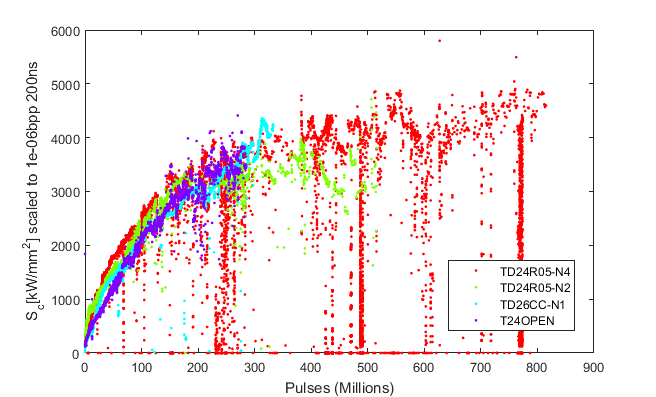 6000
5000
4000
3000
2000
1000
0
S_c[kW/mm²] scaled to 1e-06bpp 200ns
TD24R05-N4
TD24R05-N2
TD26CC-N1
T24OPEN
0 100 200 300 400 500 600 700 800 900
Pulses (Millions)